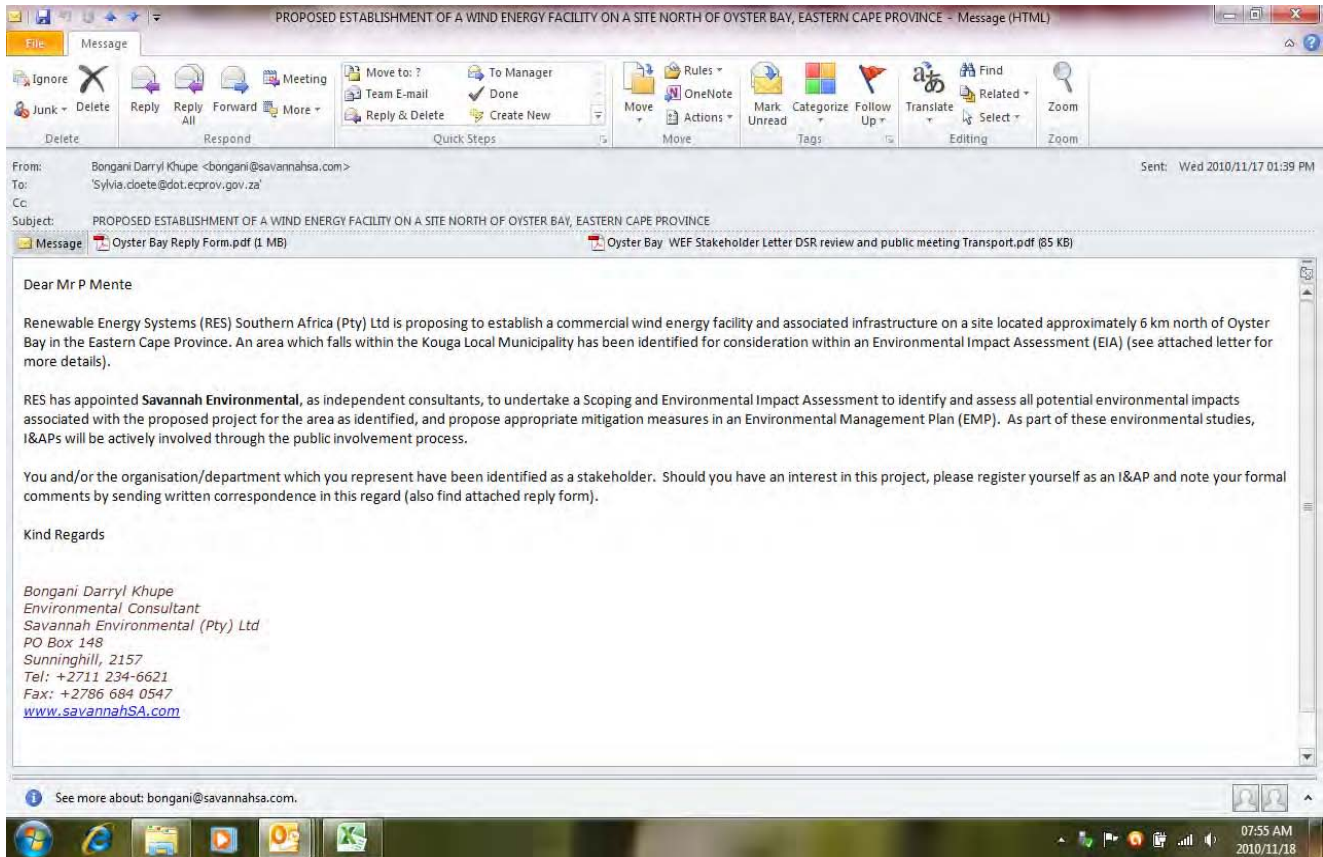 PROPOSED ESTABLISHMENT OF A WIND ENERGY FACILITY ON A SITE NORTH OF OYSTER BAY, EASTERN CAPE PROVINCE - Message (HTML)
File Message
Ignore
Junk
Delete
Reply
Reply All
Forward
Meeting
More
Move to: ?
Team E-mail
Reply & Delete
To Manager
Done
Create New
Move
Rules
OneNote
Actions
Mark Unread
Categorize
Follow Up
Translate
Find
Related
Select
Zoom
Delete Respond Quick Steps Move Tags Editing Zoom
From: Bongani Darryl Khupe <bongani@savannahsa.com> Sent: Wed 2010/11/17 01:39 PM
To: 'Sylvia.cloete@dot.ecprov.gov.za'
Cc
Subject: PROPOSED ESTABLISHMENT OF A WIND ENERGY FACILITY ON A SITE NORTH OF OYSTER BAY, EASTERN CAPE PROVINCE
Message Oyster Bay Reply Form.pdf (1 MB) Oyster Bay WEF Stakeholder Letter DSR review and public meeting Transport.pdf (85 KB)
Dear Mr P Mente
Renewable Energy Systems (RES) Southern Africa (Pty) Ltd is proposing to establish a commercial wind energy facility and associated infrastructure on a site located approximately 6 km north of Oyster
Bay in the Eastern Cape Province. An area which falls within the Kouga Local Municipality has been identified for consideration within an Environmental Impact Assessment (EIA) (see attached letter for
more details).
RES has appointed Savannah Environmental, as independent consultants, to undertake a Scoping and Environmental Impact Assessment to identify and assess all potential environmental impacts
associated with the proposed project for the area as identified, and propose appropriate mitigation measures in an Environmental Management Plan (EMP). As part of these environmental studies,
I&APs will be actively involved through the public involvement process.
You and/or the organisation/department which you represent have been identified as a stakeholder. Should you have an interest in this project, please register yourself as an I&AP and note your formal
comments by sending written correspondence in this regard (also find attached reply form).
Kind Regards
Bongani Darryl Khupe
Environmental Consultant
Savannah Environmental (Pty) Ltd
PO Box 148
Sunninghill, 2157
Tel: +2711 234-6621
Fax: +2786 684 0547
www.savannahSA.com
See more about: bongani@savannahsa.com.
07:55 AM
2010/11/18